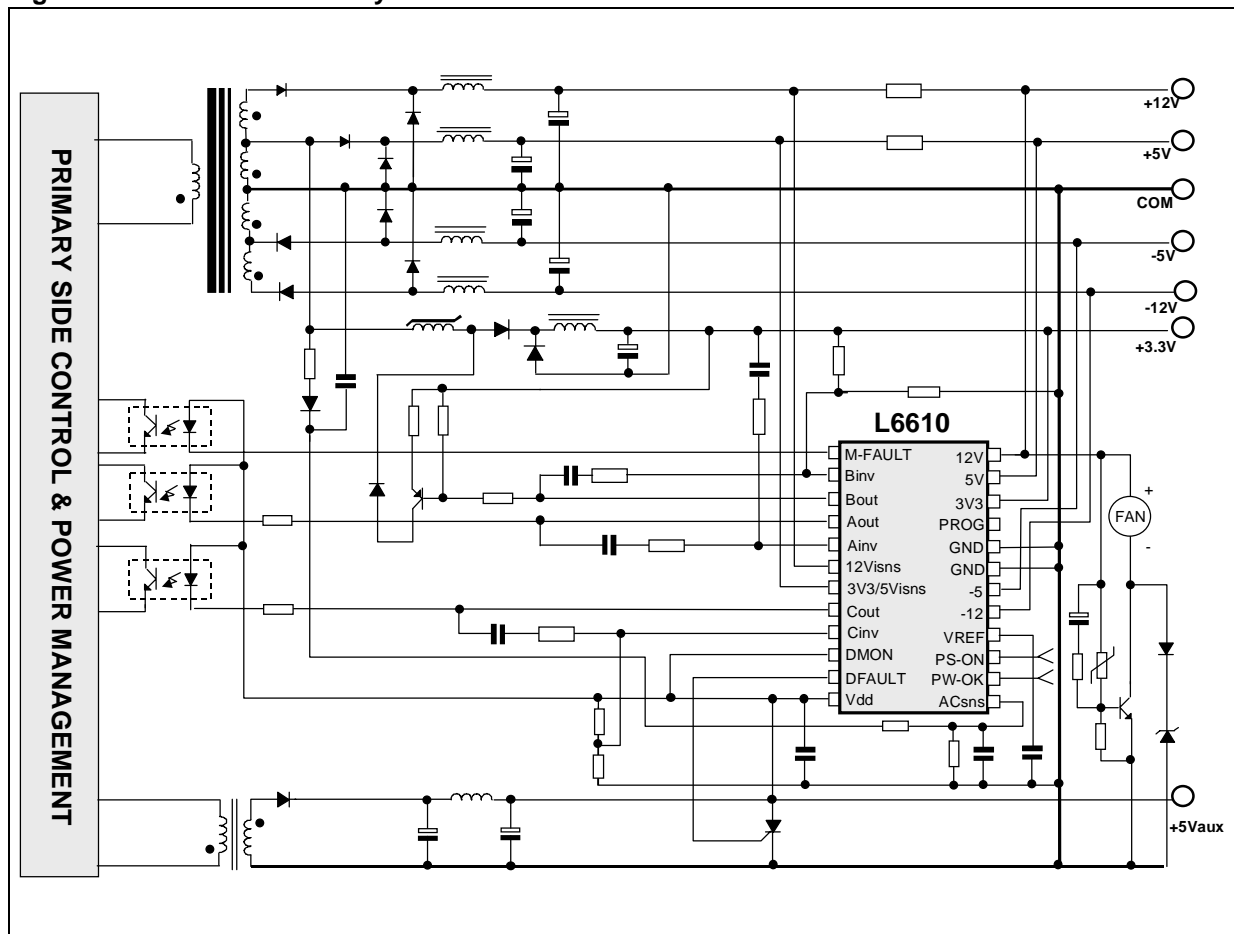 PRIMARY SIDE CONTROL & POWER MANAGEMENT
+12V
+5V
COM
-5V
-12V
+3.3V
L6610
M-FAULT
Binv
Bout
Aout
Ainv
12Visns
3V3/5Visns
Cout
Cinv
DMON
DFAULT
Vdd
12V
5V
3V3
PROG
GND
GND
-5
-12
VREF
PS-ON
PW-OK
ACsns
+
FAN
-
+5Vaux